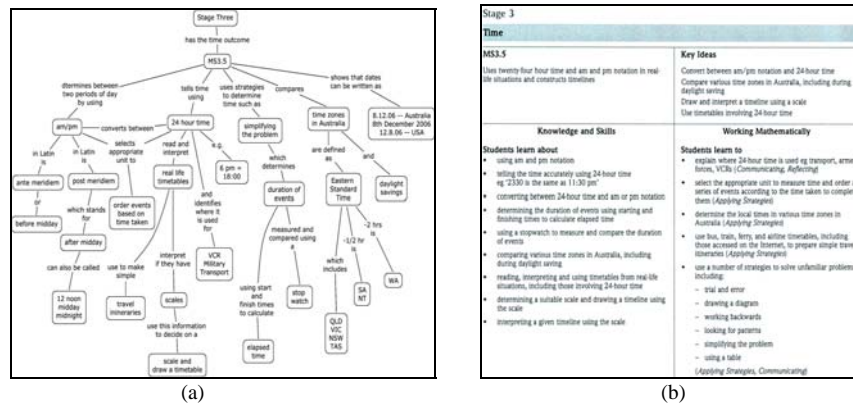 Stage Three
has the time outcome
MS3.5
dtermines between
two periods of day
by using
tells time
using
uses strategies
to determine
time such as
compares
shows that dates
can be written as
am/pm
converts between
24 hour time
simplifying
the problem
time zones
in Australia
8.12.06 — Australia
8th December 2006
12.8.06 — USA
in Latin
is
in Latin
is
selects
appropriate
unit to
read and
interpret
e.g.
which
determines
are
defined
as
and
ante meridiem
post meridiem
order events
based on
time taken
real life
timetables
6 pm =
18:00
duration of
events
Eastern
Standard
Time
daylight
savings
or
which stands
for
and
identifies
where it
is used
for
before midday
after midday
interpret
if they have
VCR
Military
Transport
measured and
compared using
a
-1/2 hr
is
-2 hrs
is
can also be called
use to make
simple
which
includes
12 noon
midday
midnight
travel
inineraries
scales
using start
and
finish times
to calculate
stop
watch
SA
NT
WA
use this information
to decide on a
QLD
VIC
NSW
TAS
scale and
draw a timetable
elapsed
time
(a)
Stage 3
Time
MS3.5
Uses twenty-four hour time and am and pm notation in real-
life situations and constructs timelines
Key Ideas
Convert between am/pm notation and 24-hour time
Compare various time zones in Australia, including during
daylight saving
Draw and interpret a timeline using a scale
Use timetables involving 24-hour time
Knowledge and Skills
Students learn about
• using am and pm notation
• telling the time accurately using 24-hour time
eg '2330 is the same as 11:30 pm'
• converting between 24-hour time and am or pm notation
• determining the duration of events using starting and
finishing times to calculate elapsed time
• using a stopwatch to measure and compare the duration
of events
• comparing various time zones in Australia, including
during daylight saving
• reading, interpreting and using timetables from real-life
situations, including those involving 24-hour time
• determining a suitable scale and drawing a timeline using
the scale
• interpreting a given timeline using the scale
Working Mathematically
Students learn to
• explain where 24-hour time is used eg transport, arme
forces, VCRs (Communicating, Reflecting)
• select the appropriate unit to measure time and order a
series of events according to the time taken to comple
them (Applying Strategies)
• determine the local times in various time zones in
Australia (Applying Strategies)
• use bus, train, ferry, and airline timetables, including
those accessed on the Internet, to prepare simple trave
itineraries (Applying Strategies)
• use a number of strategies to solve unfamiliar problem
including:
– trial and error
– drawing a diagram
– working backwards
– looking for patterns
– simplifying the problem
– using a table
(Applying Strategies, Communicating)
(b)